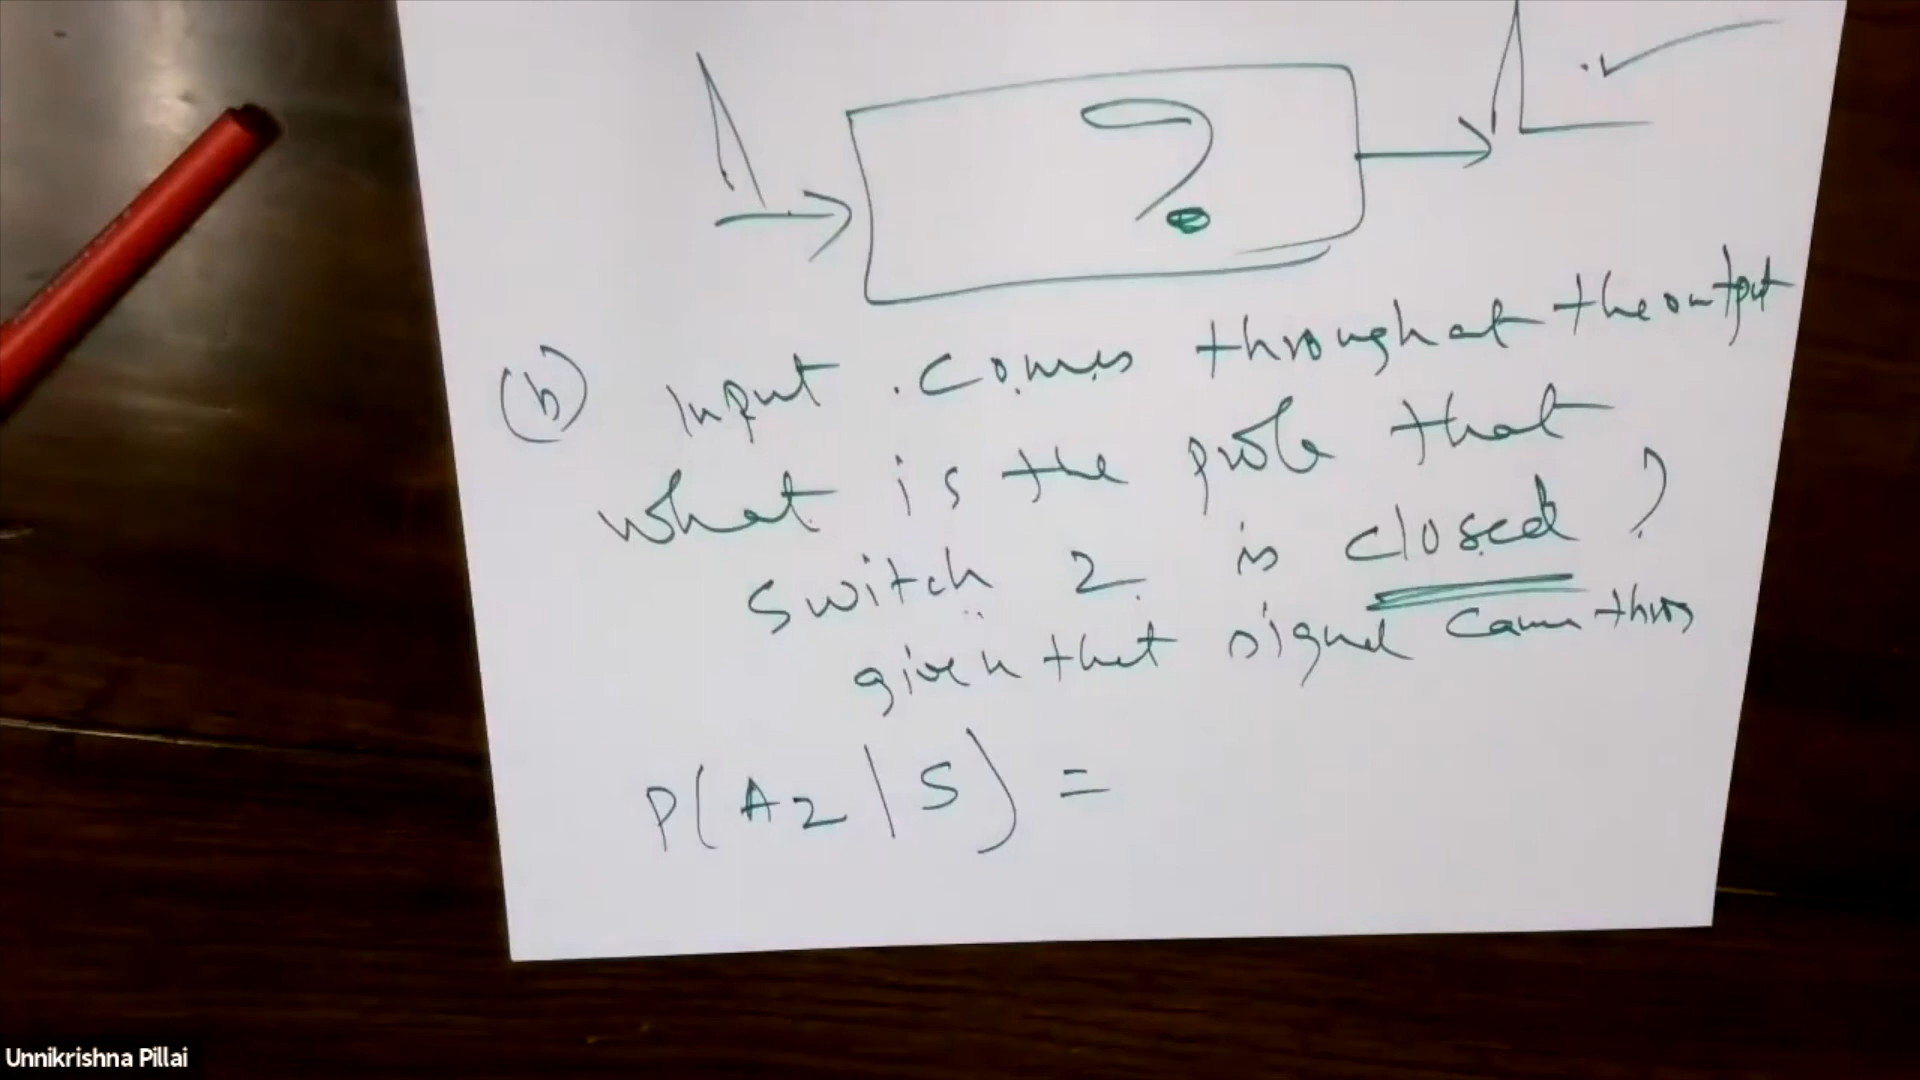 ?
(b) Input comes through at the output
what is the prob that
switch 2 is closed ?
given that signal came thro
P(A2|S) =
Unnikrishna Pillai